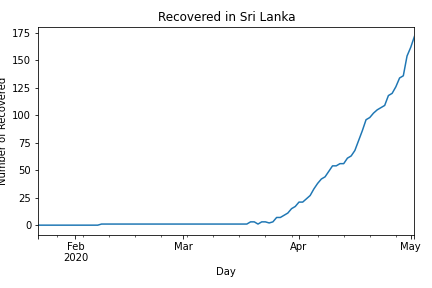 Recovered in Sri Lanka
Number of Recovered
175
150
125
100
75
50
25
0
Feb
2020
Mar
Apr
May
Day